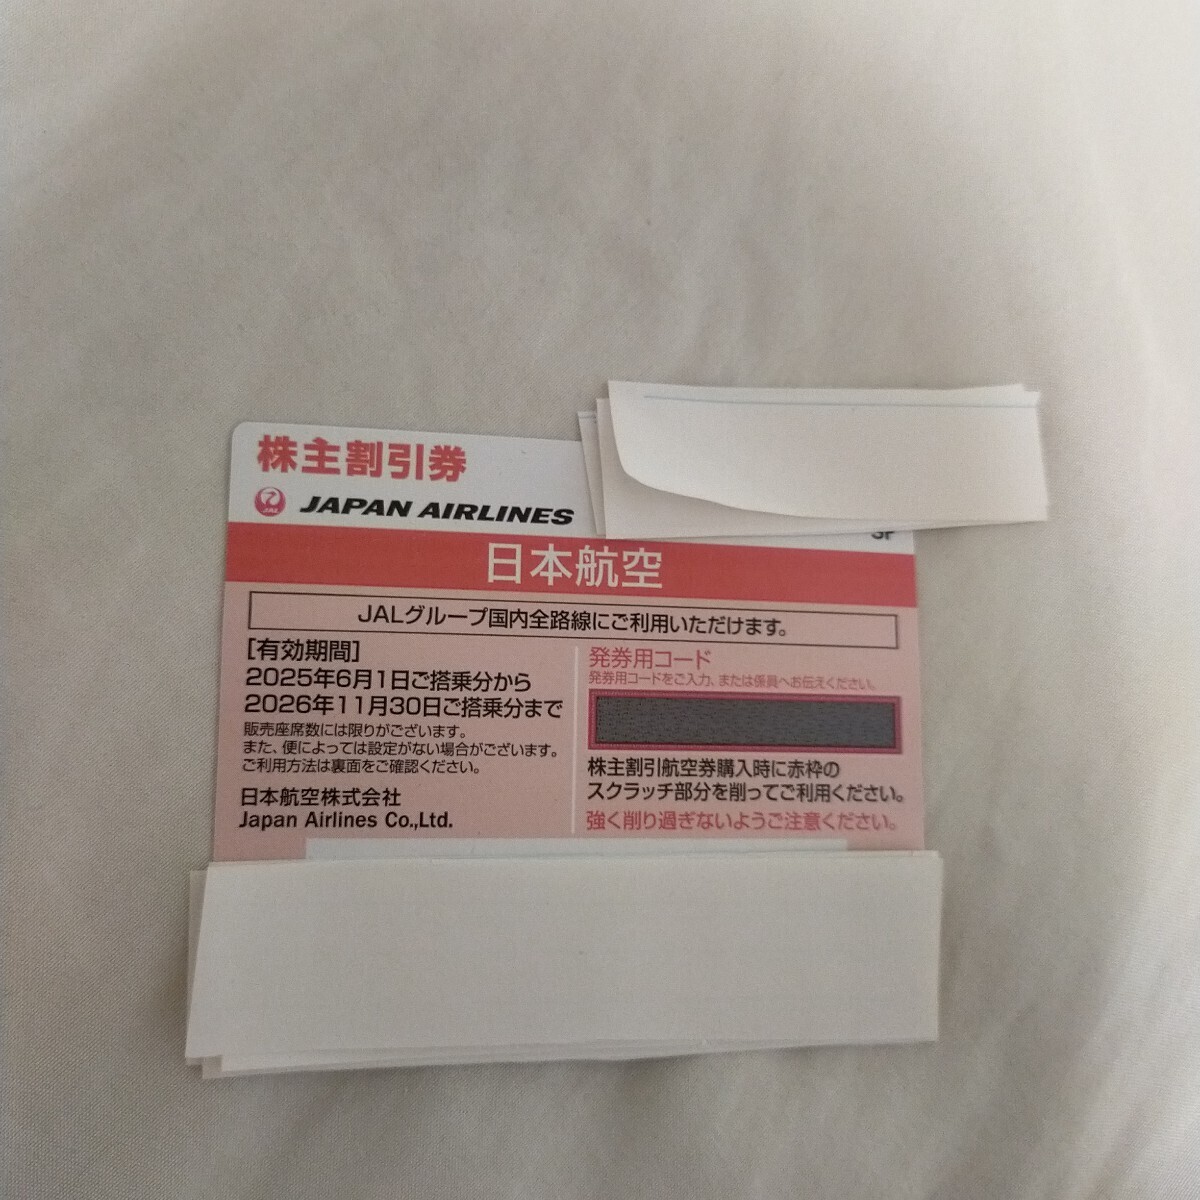 株主割引券
JAL
JAPAN AIRLINES
日本航空
JALグループ国内全路線にご利用いただけます。
[有効期間]
2025年6月1日ご搭乗分から
2026年11月30日ご搭乗分まで
販売座席数には限りがございます。
また、便によっては設定がない場合がございます。
ご利用方法は裏面をご確認ください。
日本航空株式会社
Japan Airlines Co.,Ltd.
発券用コード
発券用コードをご入力、または係員へお伝えください。
株主割引航空券購入時に赤枠の
スクラッチ部分を削ってご利用ください。
強く削り過ぎないようご注意ください。